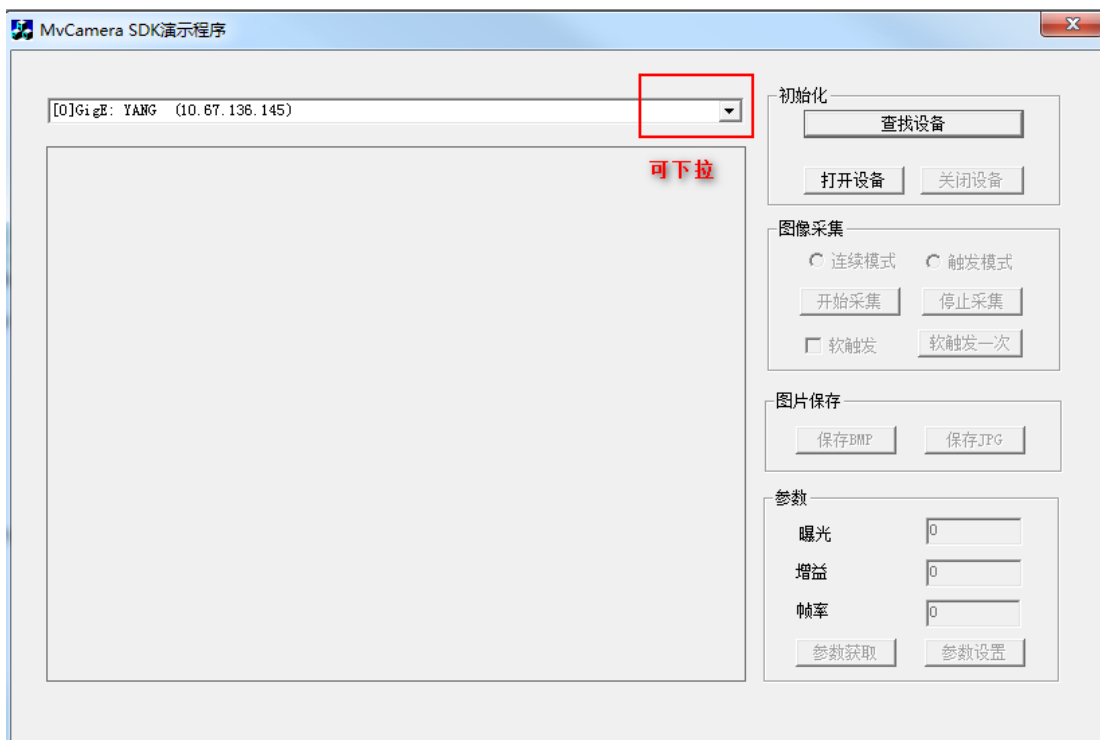 MvCamera SDK演示程序
[0]GigE: YANG (10.67.136.145)
可下拉
初始化
查找设备
打开设备 关闭设备
图像采集
连续模式 触发模式
开始采集 停止采集
软触发 软触发一次
图片保存
保存BMP 保存JPG
参数
曝光 0
增益 0
帧率 0
参数获取 参数设置